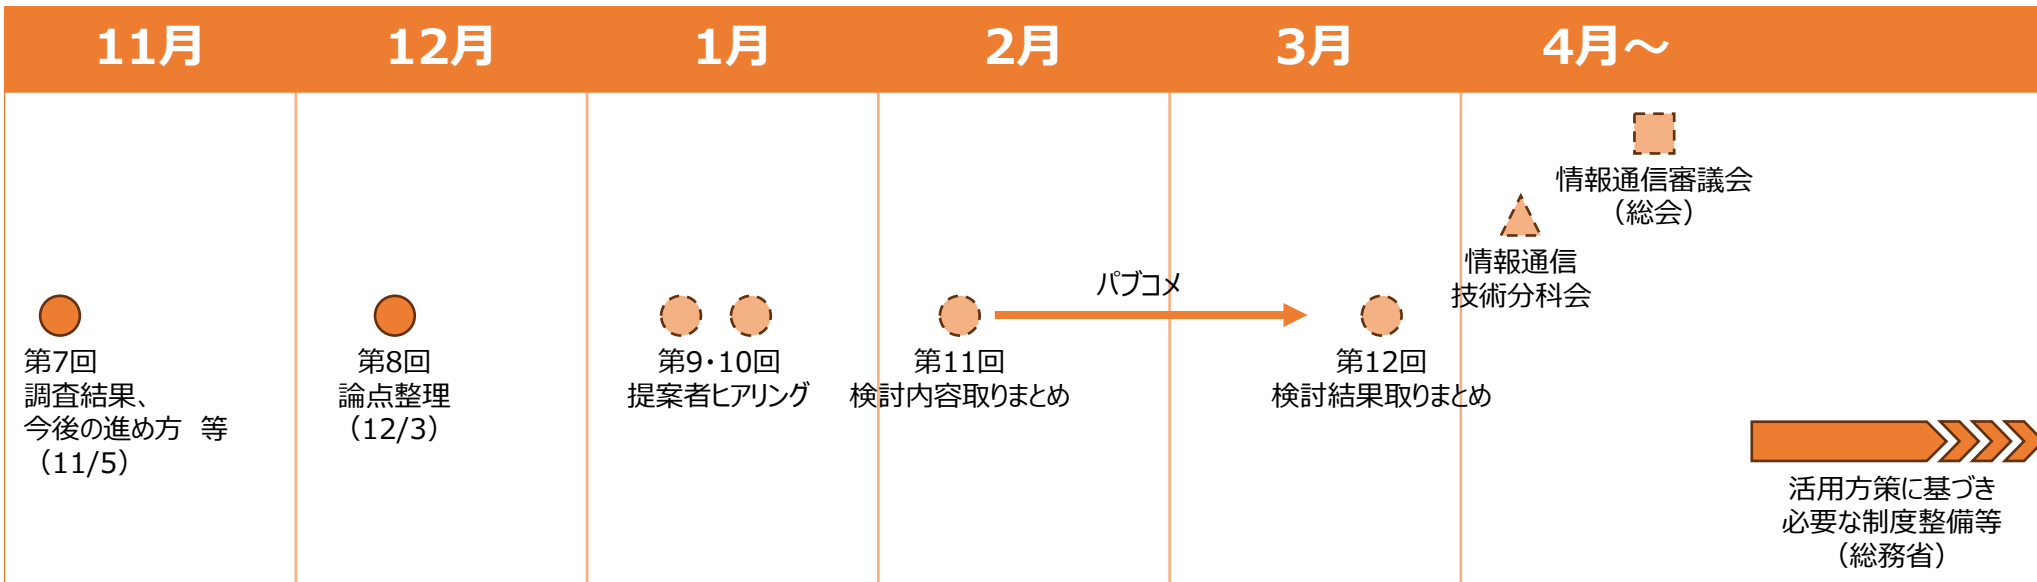 11月
12月
1月
2月
3月
4月～
情報通信審議会
（総会）
情報通信
技術分科会
パブコメ
第7回
調査結果、
今後の進め方　等
（11/5）
第8回
論点整理
（12/3）
第9・10回
提案者ヒアリング
第11回
検討内容取りまとめ
第12回
検討結果取りまとめ
活用方策に基づき
必要な制度整備等
（総務省）